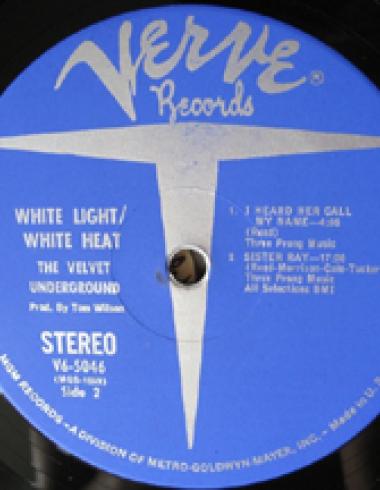 VERVE®
Records
WHITE LIGHT/
WHITE HEAT
THE VELVET
UNDERGROUND
Prod. By Tom Wilson
STEREO
V6-5046
Side 2
1. I HEARD HER CALL
MY NAME—4:
(Reed)
Three Prong Music
2. SISTER RAY—17:00
(Reed-Morrison-Cale-Tucker
Three Prong Music
All Selections BMI
MGM RECORDS—A DIVISION OF METRO-GOLDWYN-MAYER, INC.—Made in U.S